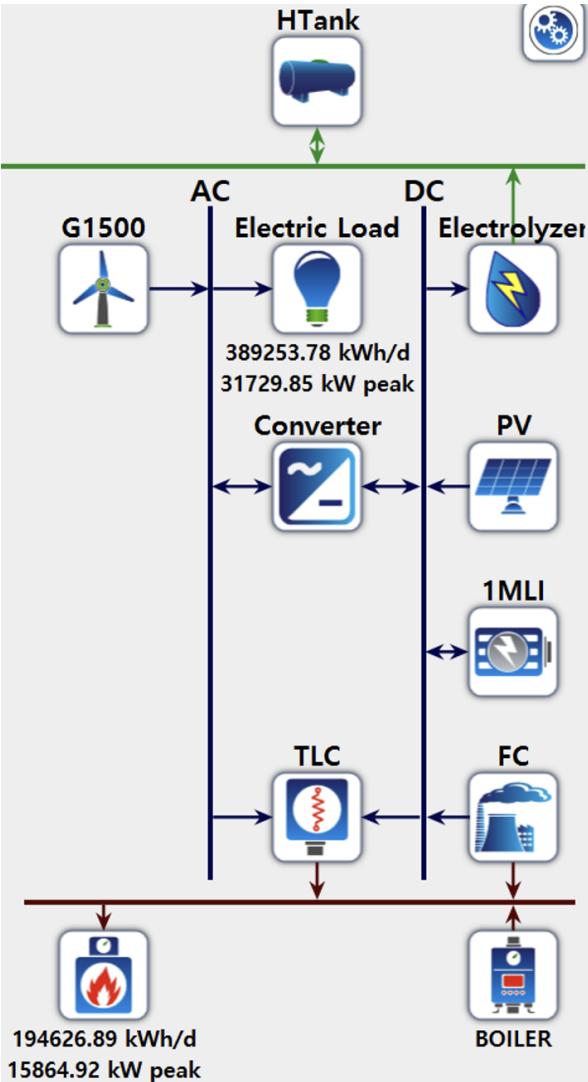 HTank
AC
DC
G1500
Electric Load
Electrolyzer
389253.78 kWh/d
31729.85 kW peak
Converter
PV
1MLI
TLC
FC
194626.89 kWh/d
15864.92 kW peak
BOILER